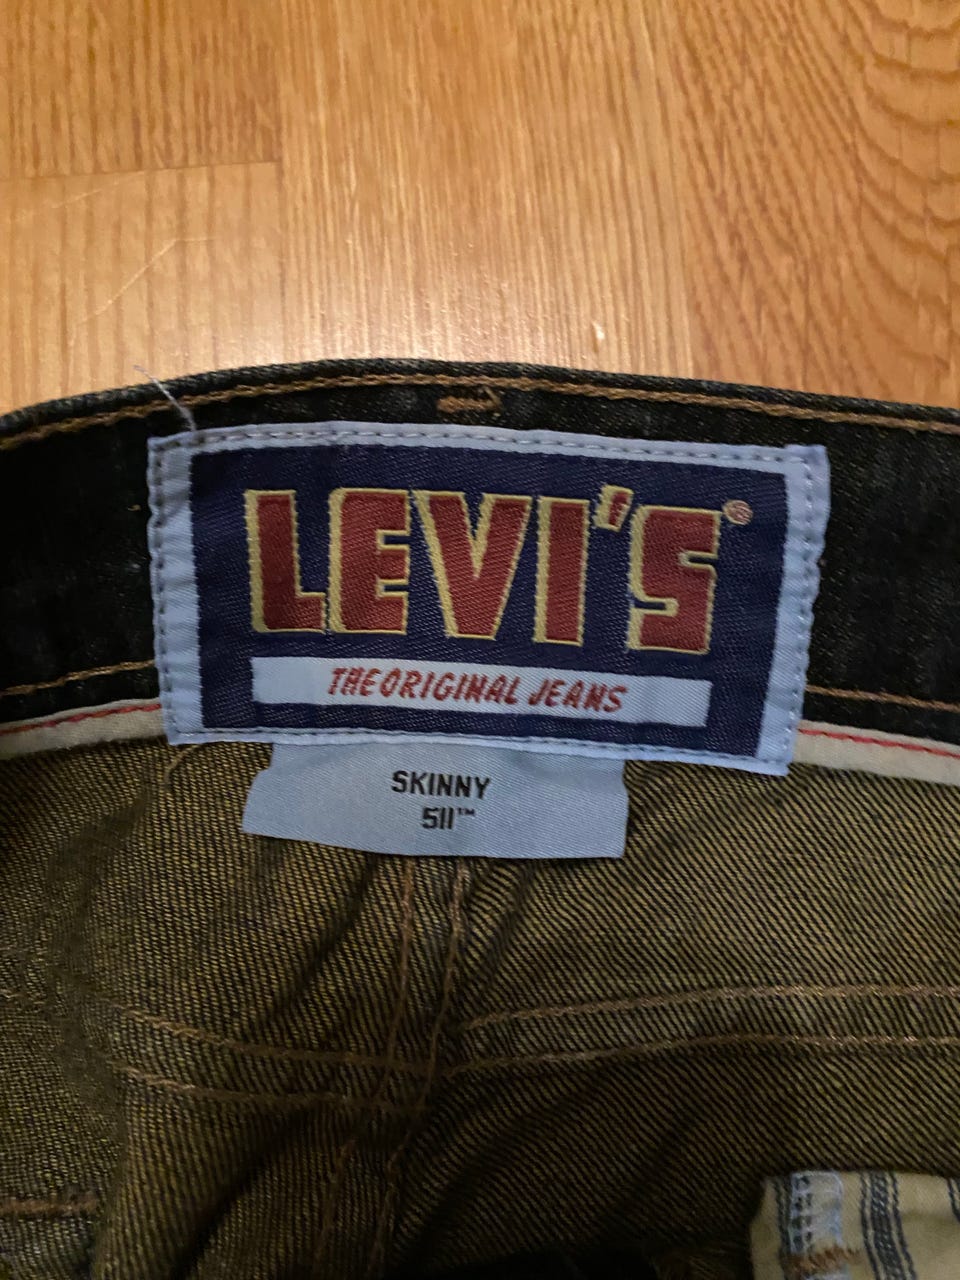 LEVI'S®
THE ORIGINAL JEANS
SKINNY
511™